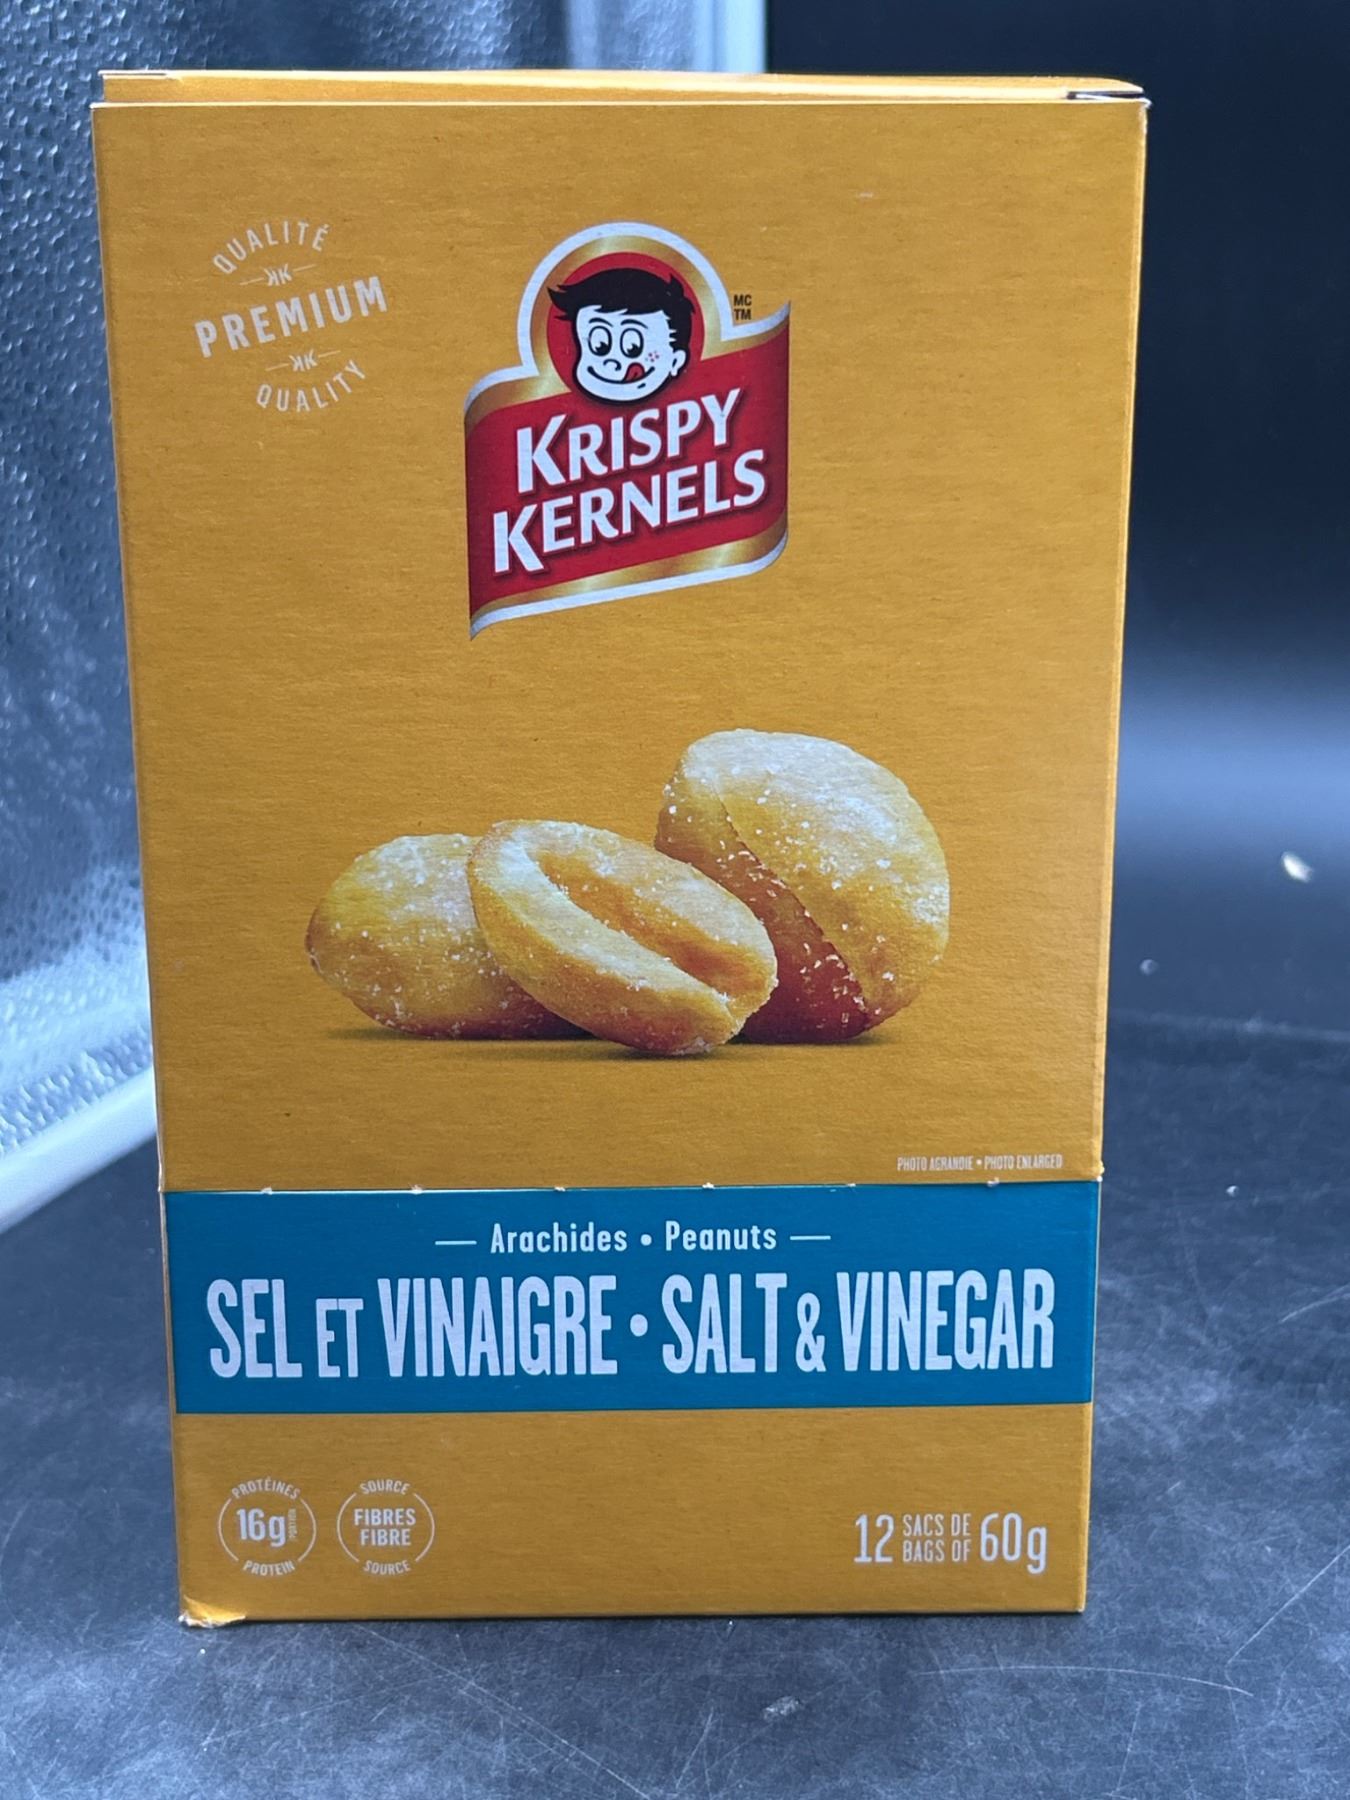 QUALITÉ
KK
PREMIUM
KK
QUALITY
MC
TM
KRISPY
KERNELS
PHOTO AGRANDIE • PHOTO ENLARGED
— Arachides • Peanuts —
SEL ET VINAIGRE • SALT & VINEGAR
PROTÉINES
16g
PORTION
PROTEIN
SOURCE
FIBRES
FIBRE
SOURCE
12 SACS DE 60g
BAGS OF